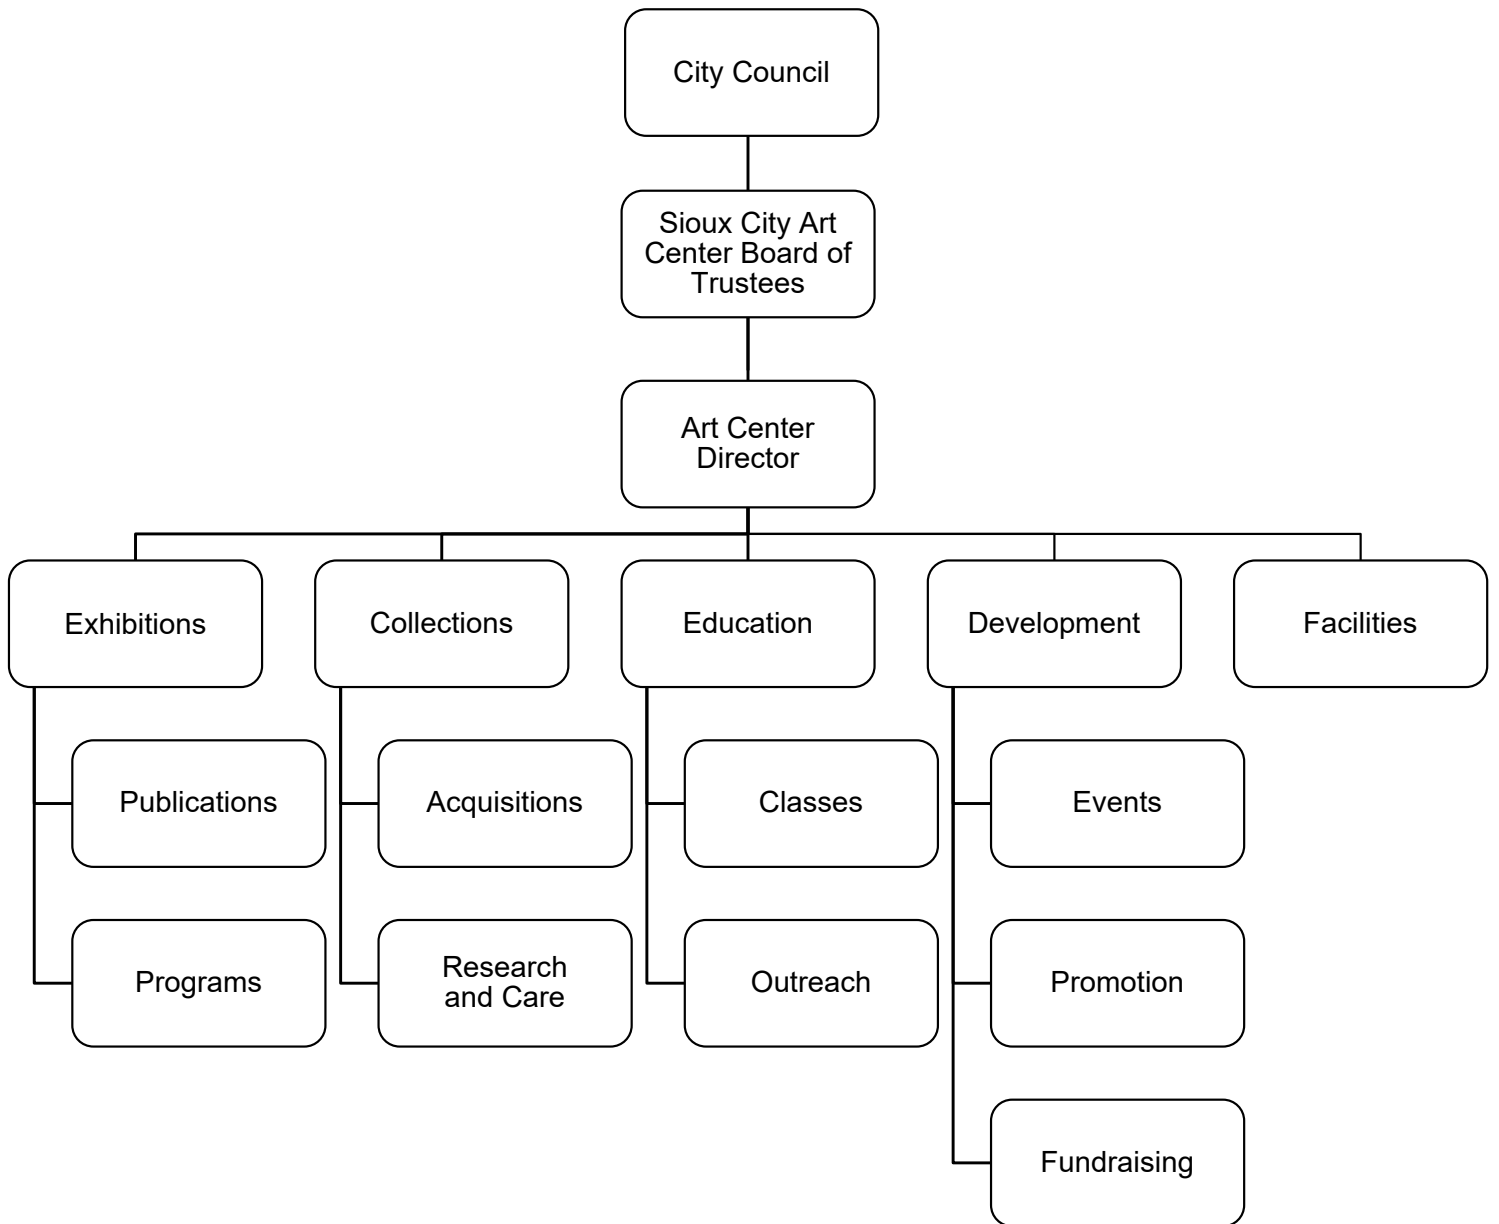 City Council
Sioux City Art
Center Board of
Trustees
Art Center
Director
Exhibitions
Collections
Education
Development
Facilities
Publications
Acquisitions
Classes
Events
Programs
Research
and Care
Outreach
Promotion
Fundraising